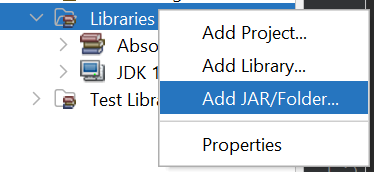 Libraries
Abso
JDK 1
Test Libra
Add Project...
Add Library...
Add JAR/Folder...
Properties